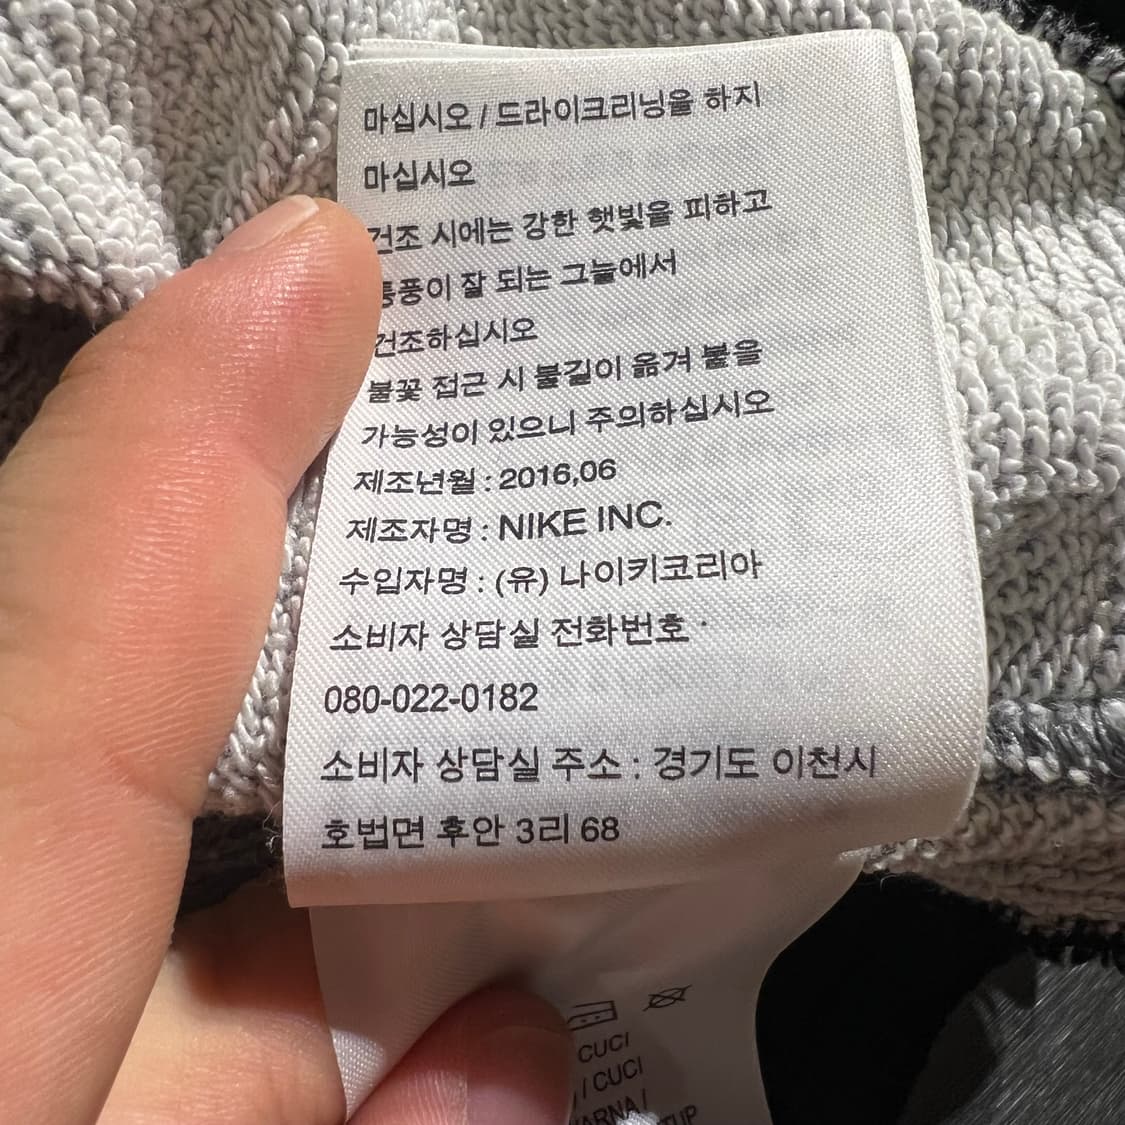 마십시오 / 드라이크리닝을 하지
마십시오
건조 시에는 강한 햇빛을 피하고
통풍이 잘 되는 그늘에서
건조하십시오
불꽃 접근 시 불길이 옮겨 붙을
가능성이 있으니 주의하십시오
제조년월 : 2016,06
제조자명 : NIKE INC.
수입자명 : (유) 나이키코리아
소비자 상담실 전화번호 :
080-022-0182
소비자 상담실 주소 : 경기도 이천시
호법면 후안 3리 68
CUCI
/ CUCI